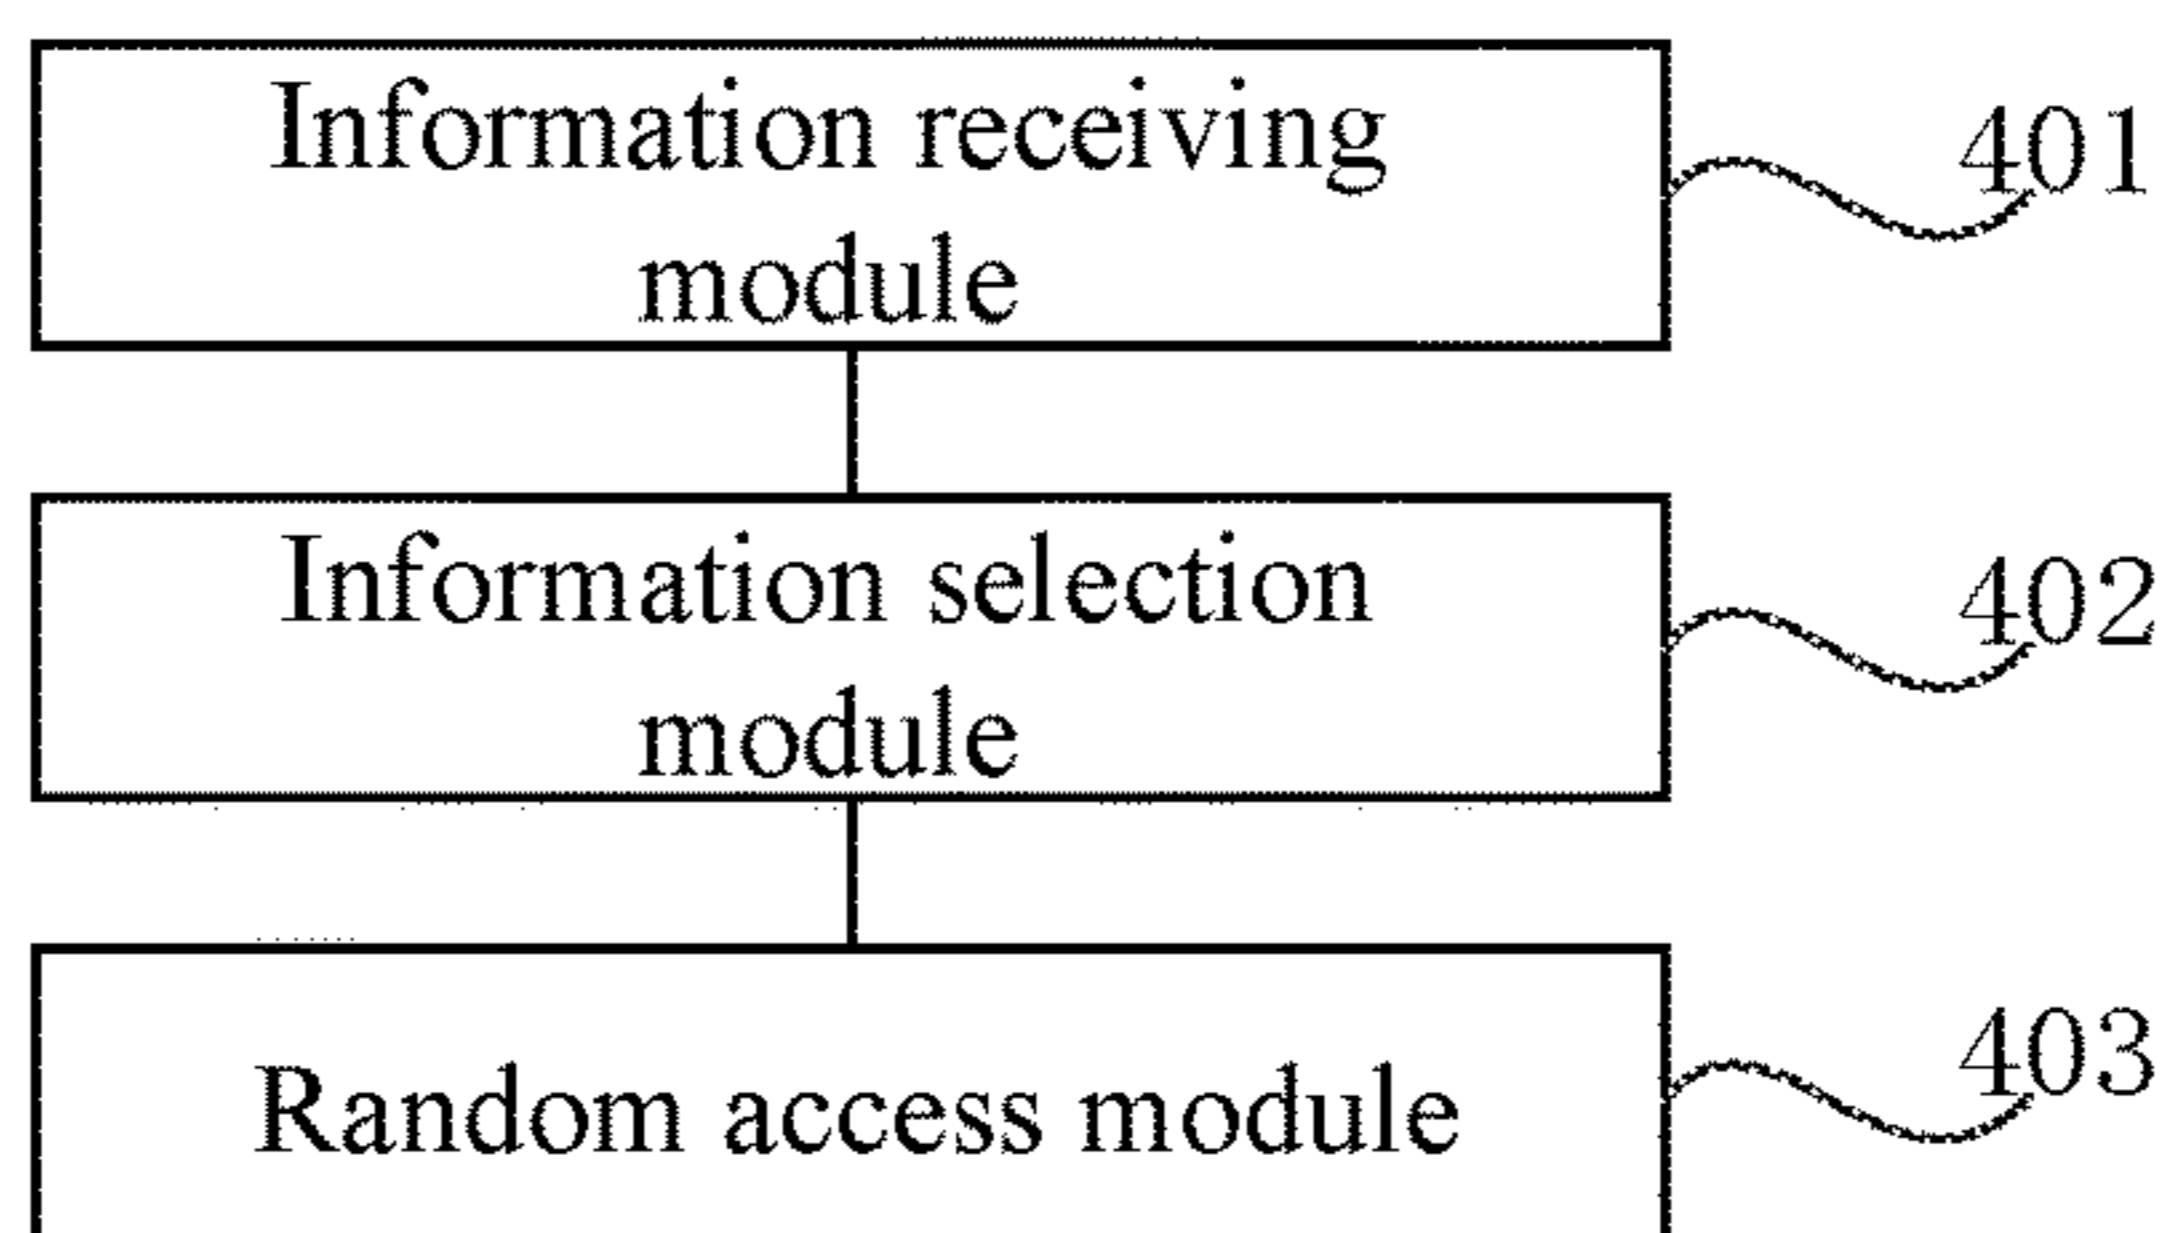 Information receiving
module
401
Information selection
module
402
Random access module
403